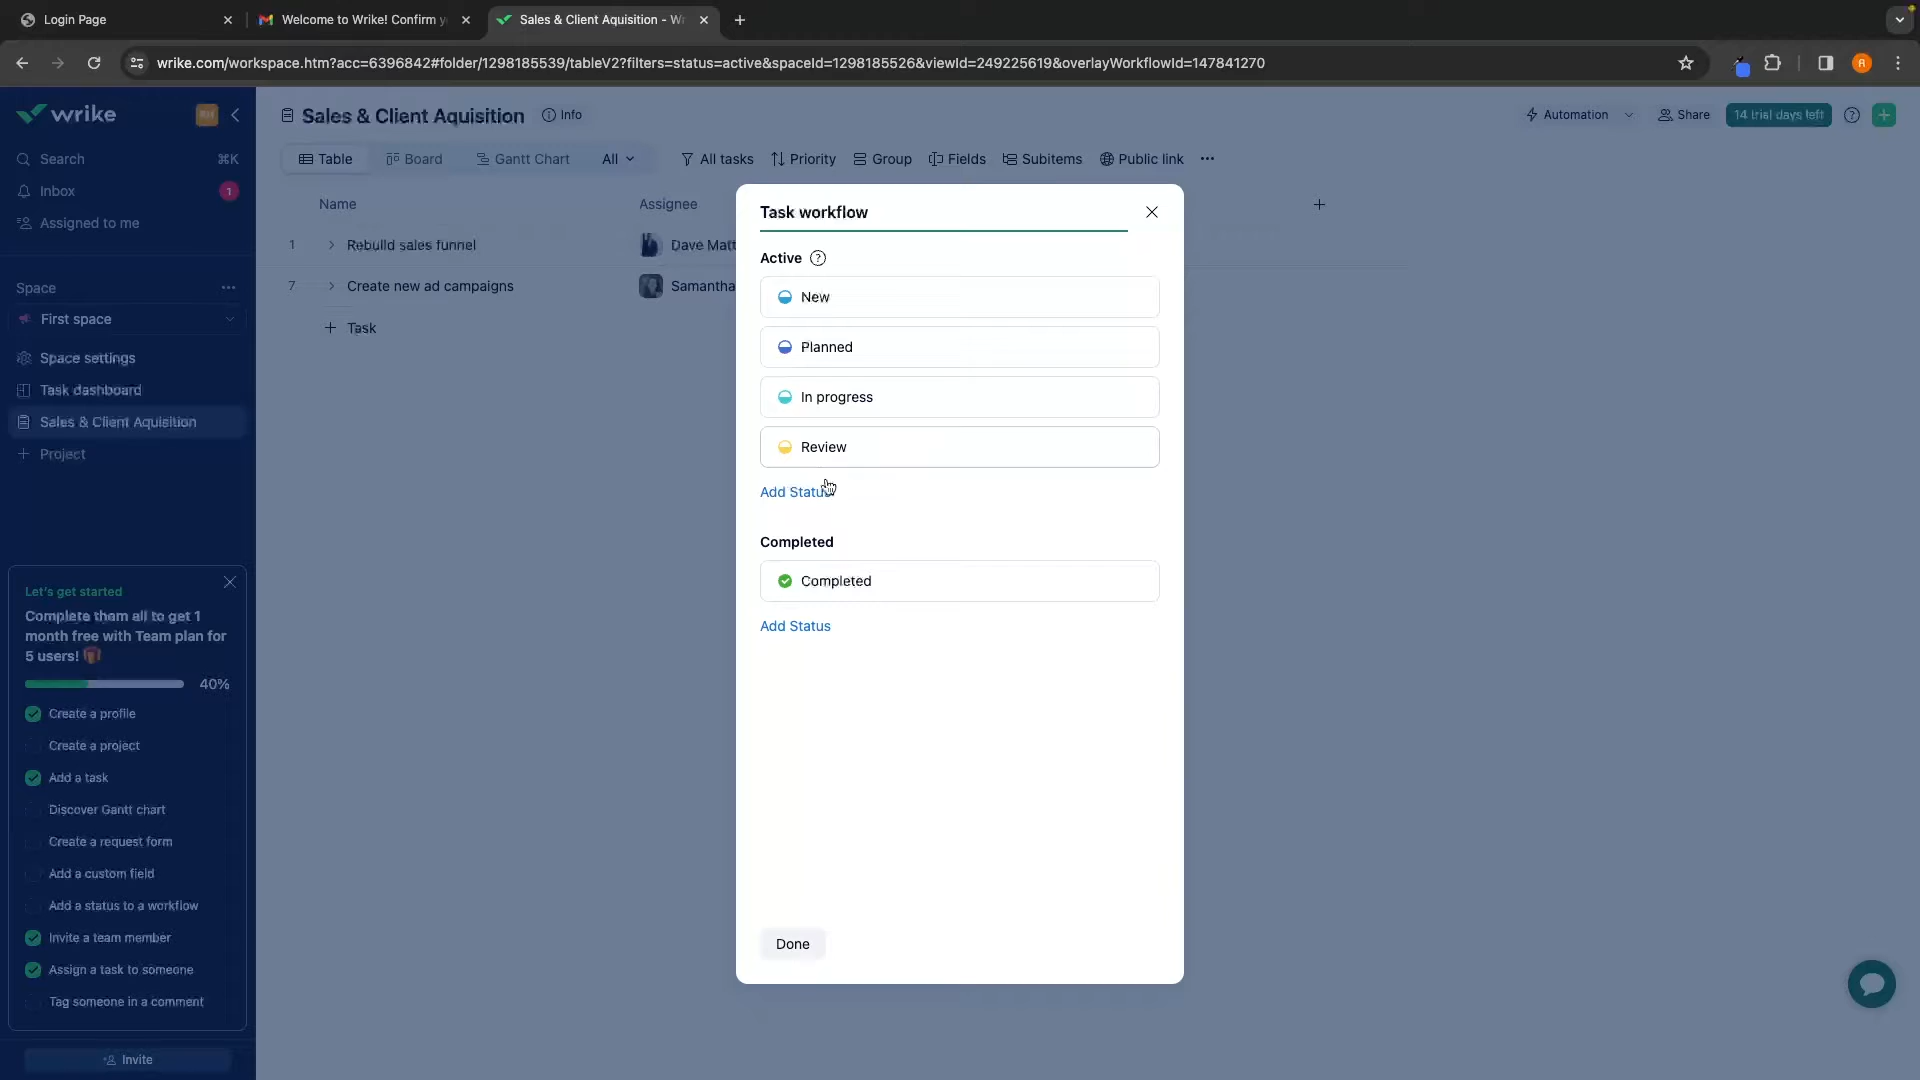 Login Page
Welcome to Wrike! Confirm y
Sales & Client Aquisition - Wr
wrike.com/workspace.htm?acc=6396842#folder/1298185539/tableV2?filters=status=active&spaceId=1298185526&viewId=249225619&overlayWorkflowId=147841270
R
wrike
Search ⌘K
Inbox 1
Assigned to me
Space
First space
Space settings
Task dashboard
Sales & Client Aquisition
+ Project
Let's get started
Complete them all to get 1
month free with Team plan for
5 users!
40%
Create a profile
Create a project
Add a task
Discover Gantt chart
Create a request form
Add a custom field
Add a status to a workflow
Invite a team member
Assign a task to someone
Tag someone in a comment
Invite
Sales & Client Aquisition Info
Automation Share 14 trial days left ? +
Table Board Gantt Chart All All tasks Priority Group Fields Subitems Public link
Name Assignee
1 Rebuild sales funnel Dave Matt
7 Create new ad campaigns Samantha
+ Task
Task workflow
Active ?
New
Planned
In progress
Review
Add Status
Completed
Completed
Add Status
Done